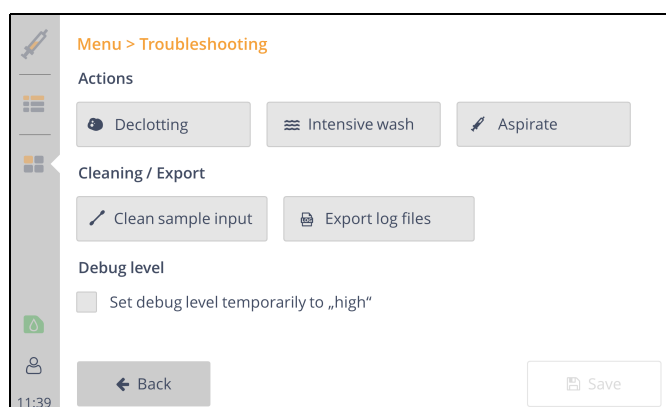 Menu > Troubleshooting
Actions
Declotting
Intensive wash
Aspirate
Cleaning / Export
Clean sample input
Export log files
Debug level
Set debug level temporarily to „high“
Back
Save
11:39